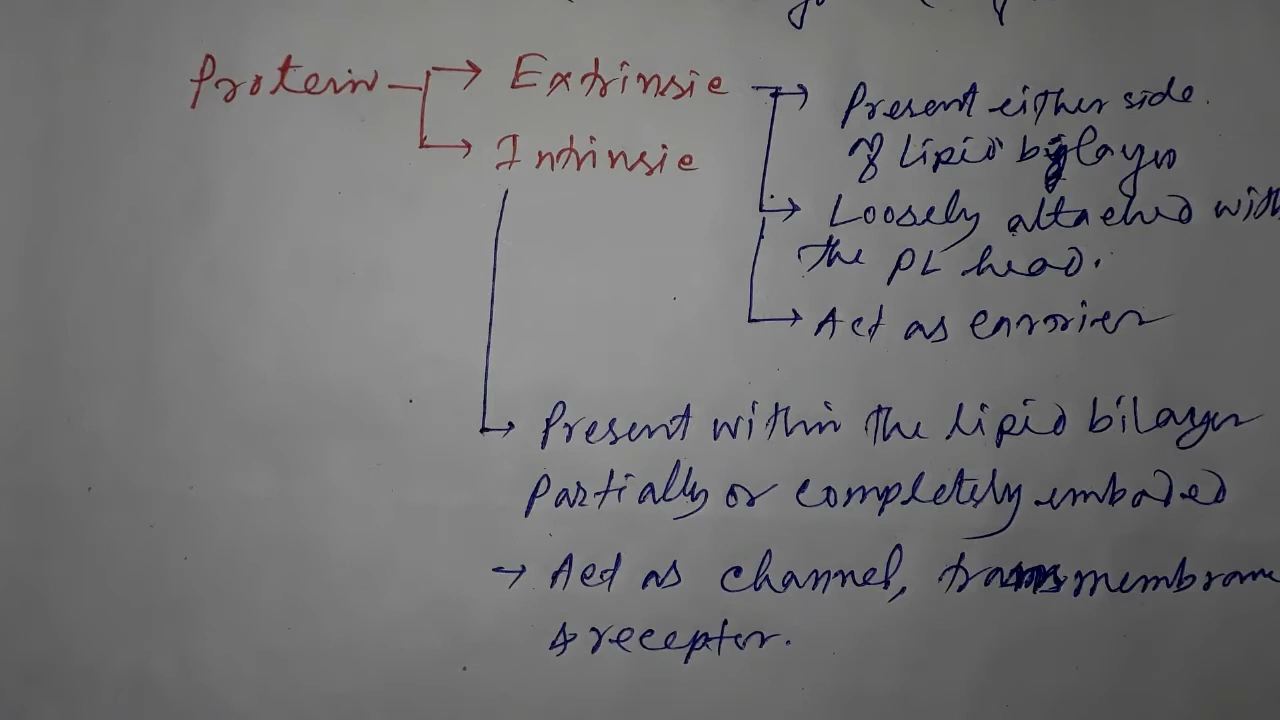 Protein → Extrinsic → Present either side.
of Lipid bilayer
→ Intrinsic
→ Loosely attached with
the PL head.
→ Act as carrier
→ Present within the lipid bilayer
Partially or completely embaded
→ Act as channel, transmembrane
& receptor.